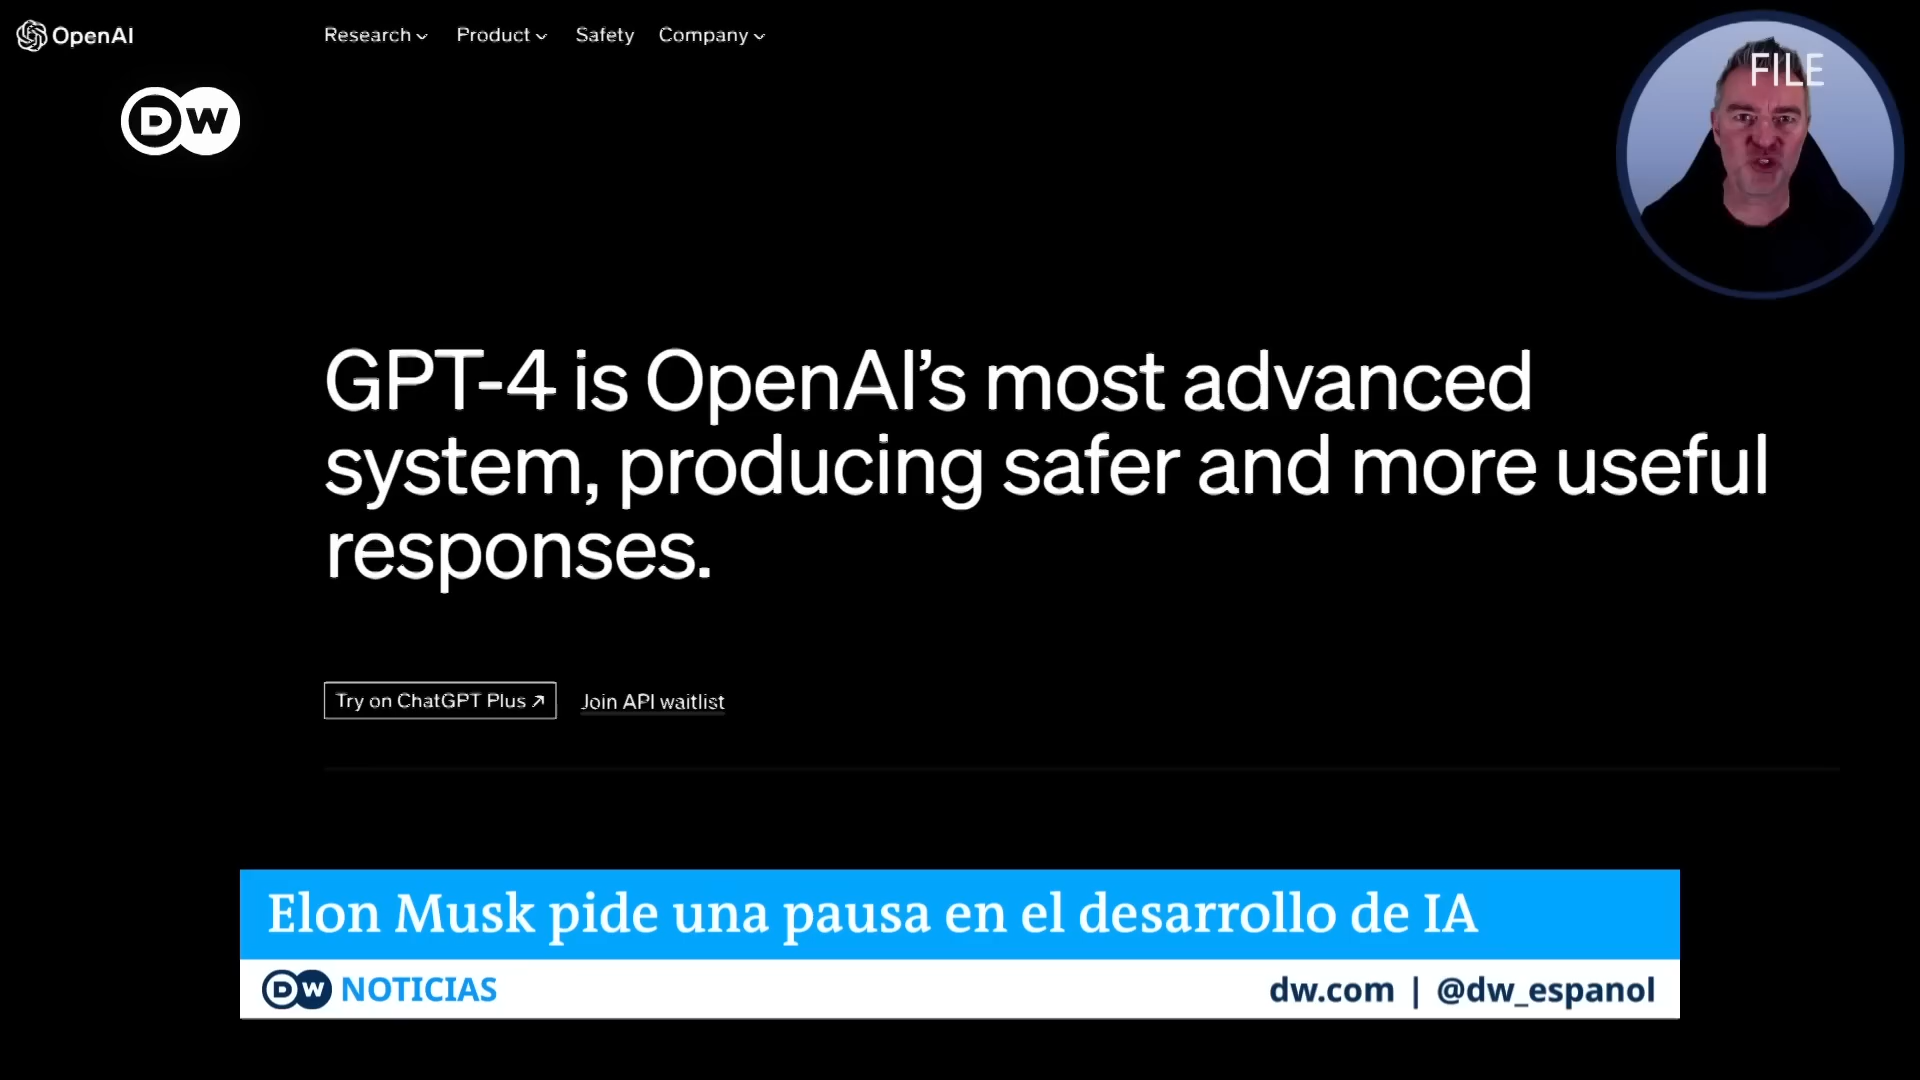 OpenAI
Research
Product
Safety
Company
FILE
DW
GPT-4 is OpenAI’s most advanced
system, producing safer and more useful
responses.
Try on ChatGPT Plus ↗
Join API waitlist
Elon Musk pide una pausa en el desarrollo de IA
DW NOTICIAS
dw.com | @dw_espanol